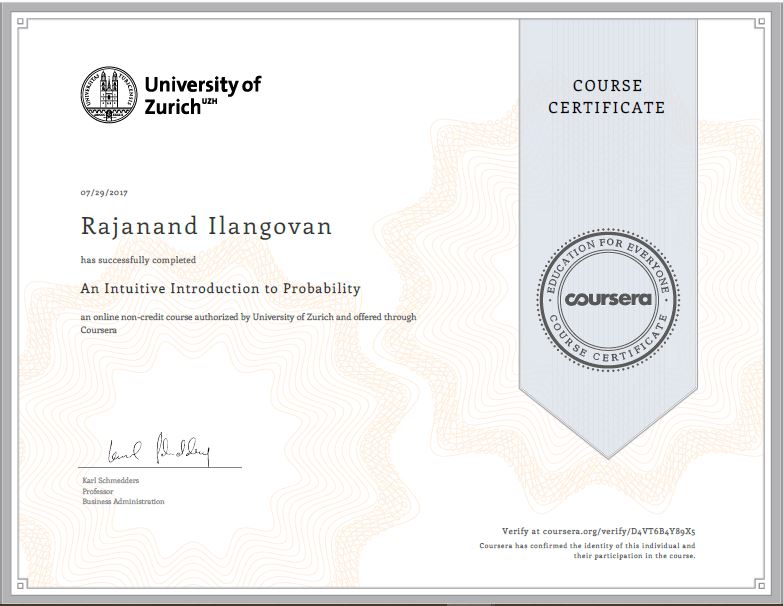 UNIVERSITAS TURICENSIS
University of
Zurich UZH
COURSE
CERTIFICATE
07/29/2017
Rajanand Ilangovan
has successfully completed
An Intuitive Introduction to Probability
an online non-credit course authorized by University of Zurich and offered through
Coursera
EDUCATION FOR EVERYONE
coursera
COURSE CERTIFICATE
Karl Schmedders
Professor
Business Administration
Verify at coursera.org/verify/D4VT6B4Y89X5
Coursera has confirmed the identity of this individual and
their participation in the course.